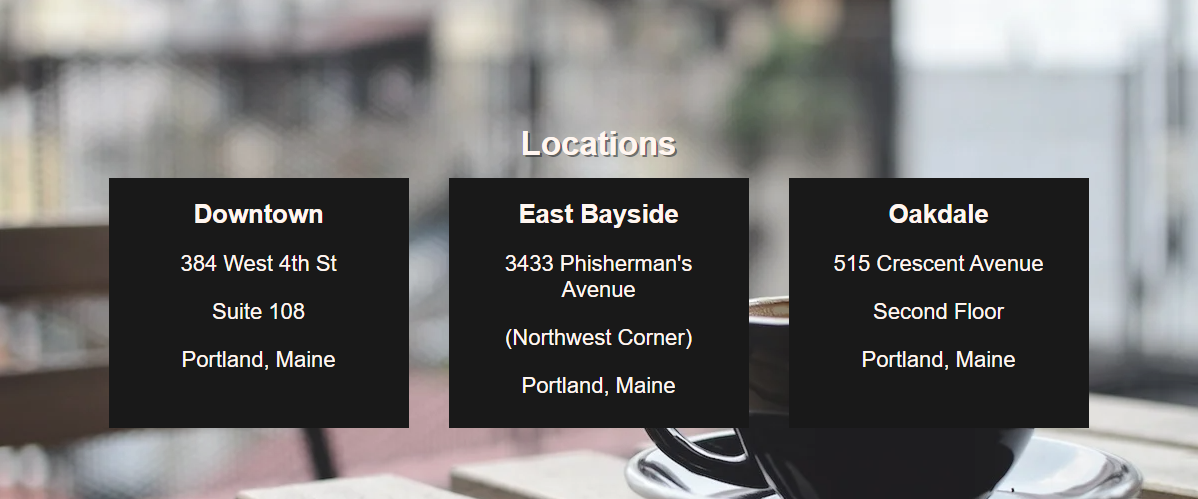 Locations
Downtown
384 West 4th St
Suite 108
Portland, Maine
East Bayside
3433 Phisherman's
Avenue
(Northwest Corner)
Portland, Maine
Oakdale
515 Crescent Avenue
Second Floor
Portland, Maine